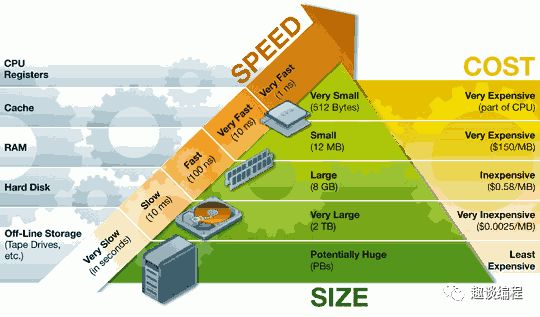 SPEED
COST
CPU
Registers
Very Fast
(1 ns)
Very Small
(512 Bytes)
Very Expensive
(part of CPU)
Cache
Very Fast
(10 ns)
Small
(12 MB)
Very Expensive
($150/MB)
RAM
Fast
(100 ns)
Large
(8 GB)
Inexpensive
($0.58/MB)
Hard Disk
Slow
(10 ms)
Very Large
(2 TB)
Very Inexpensive
($0.0025/MB)
Off-Line Storage
(Tape Drives,
etc.)
Very Slow
(in seconds)
Potentially Huge
(PBs)
Least
Expensive
SIZE
趣谈编程